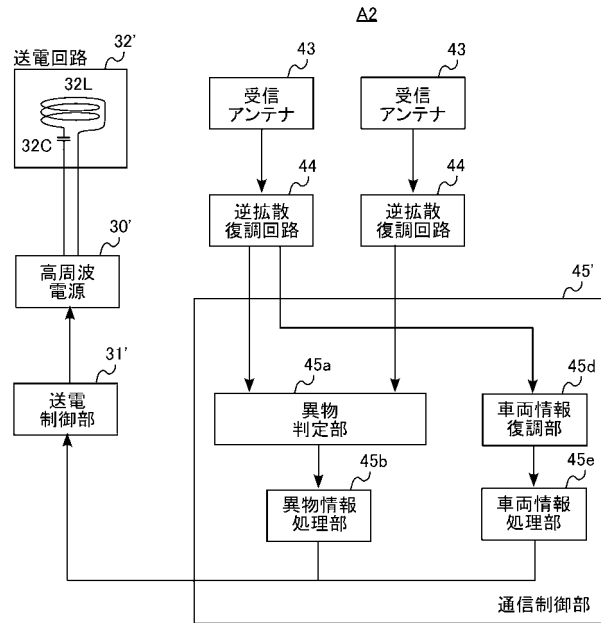 A2
送電回路
32'
32L
32C
43
受信
アンテナ
43
受信
アンテナ
44
逆拡散
復調回路
44
逆拡散
復調回路
30'
高周波
電源
45'
31'
送電
制御部
45a
異物
判定部
45d
車両情報
復調部
45b
異物情報
処理部
45e
車両情報
処理部
通信制御部